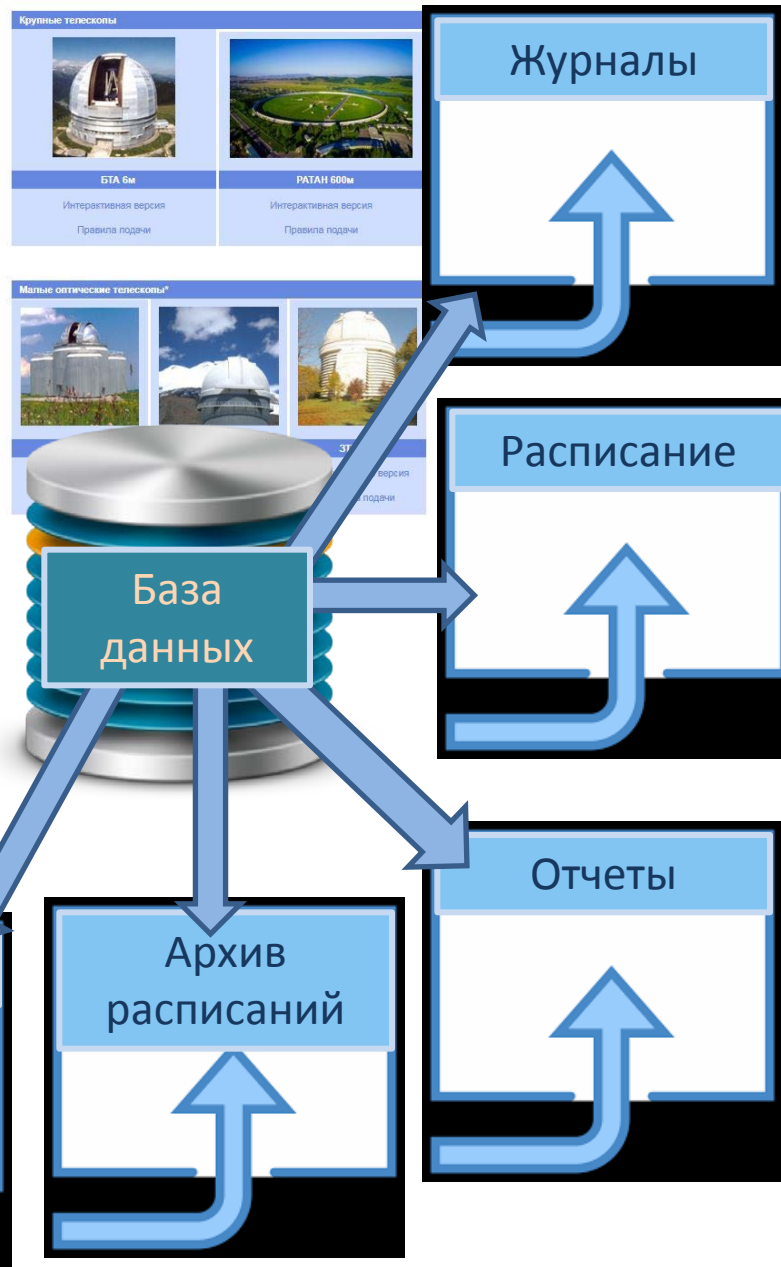 Крупные телескопы
БТА 6м
РАТАН 600м
Интерактивная версия
Интерактивная версия
Правила подачи
Правила подачи
Малые оптические телескопы*
версия
подачи
Журналы
Расписание
База
данных
Отчеты
Архив
расписаний